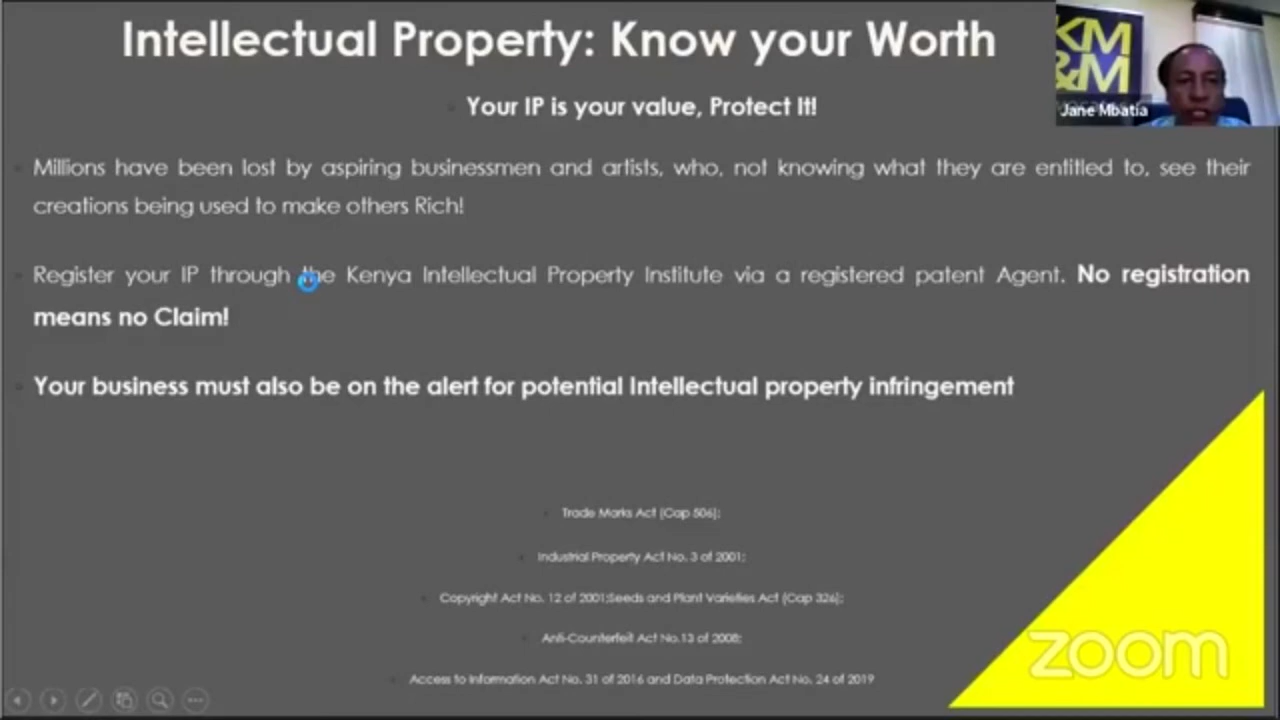 Intellectual Property: Know your Worth
KM
&M
Jane Mbatia
Your IP is your value, Protect It!
Millions have been lost by aspiring businessmen and artists, who, not knowing what they are entitled to, see their
creations being used to make others Rich!
Register your IP through the Kenya Intellectual Property Institute via a registered patent Agent. No registration
means no Claim!
Your business must also be on the alert for potential Intellectual property infringement
Trade Marks Act (Cap 506);
Industrial Property Act No. 3 of 2001;
Copyright Act No. 12 of 2001;Seeds and Plant Varieties Act (Cap 326);
Anti-Counterfeit Act No.13 of 2008;
Access to Information Act No. 31 of 2016 and Data Protection Act No. 24 of 2019
zoom